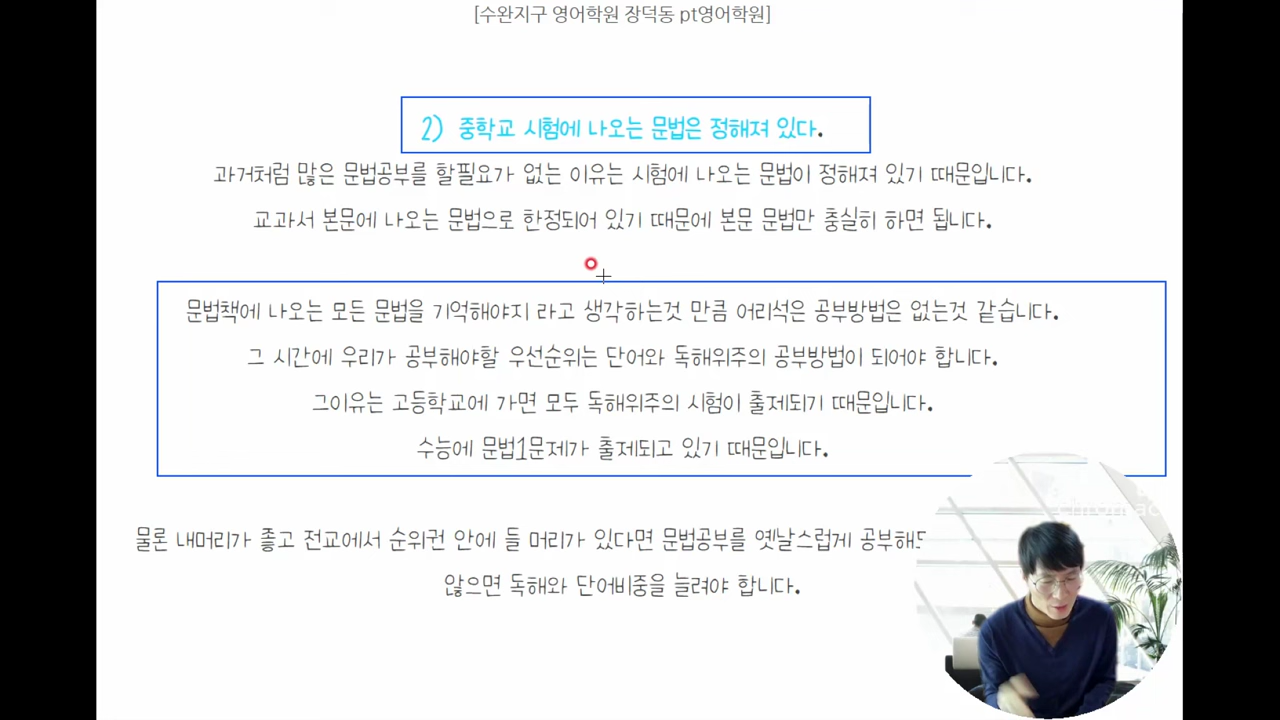 [수완지구 영어학원 장덕동 pt영어학원]
2) 중학교 시험에 나오는 문법은 정해져 있다.
과거처럼 많은 문법공부를 할필요가 없는 이유는 시험에 나오는 문법이 정해져 있기 때문입니다.
교과서 본문에 나오는 문법으로 한정되어 있기 때문에 본문 문법만 충실히 하면 됩니다.
문법책에 나오는 모든 문법을 기억해야지 라고 생각하는것 만큼 어리석은 공부방법은 없는것 같습니다.
그 시간에 우리가 공부해야할 우선순위는 단어와 독해위주의 공부방법이 되어야 합니다.
그이유는 고등학교에 가면 모두 독해위주의 시험이 출제되기 때문입니다.
수능에 문법1문제가 출제되고 있기 때문입니다.
물론 내머리가 좋고 전교에서 순위권 안에 들 머리가 있다면 문법공부를 옛날스럽게
않으면 독해와 단어비중을 늘려야 합니다.